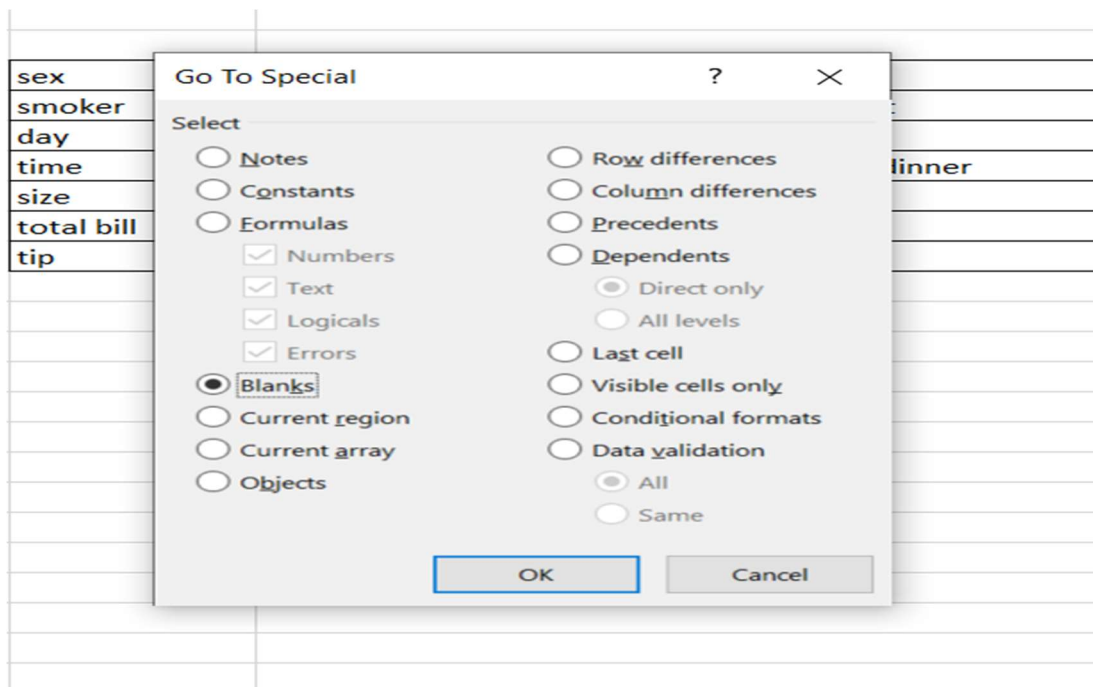 sex
smoker
day
time
size
total bill
tip
dinner
Go To Special
?
Select
Notes
Constants
Formulas
Numbers
Text
Logicals
Errors
Blanks
Current region
Current array
Objects
Row differences
Column differences
Precedents
Dependents
Direct only
All levels
Last cell
Visible cells only
Conditional formats
Data validation
All
Same
OK
Cancel